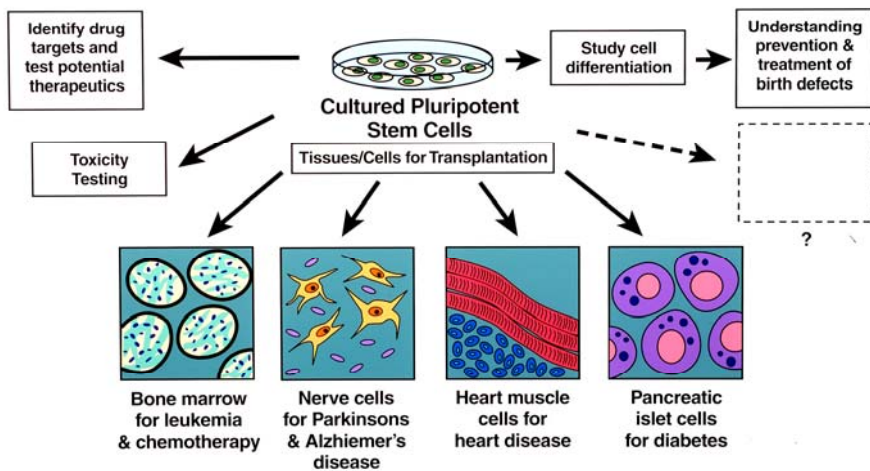 Identify drug
targets and
test potential
therapeutics
Study cell
differentiation
Understanding
prevention &
treatment of
birth defects
Cultured Pluripotent
Stem Cells
Toxicity
Testing
Tissues/Cells for Transplantation
?
Bone marrow
for leukemia
& chemotherapy
Nerve cells
for Parkinsons
& Alzhiemer's
disease
Heart muscle
cells for
heart disease
Pancreatic
islet cells
for diabetes